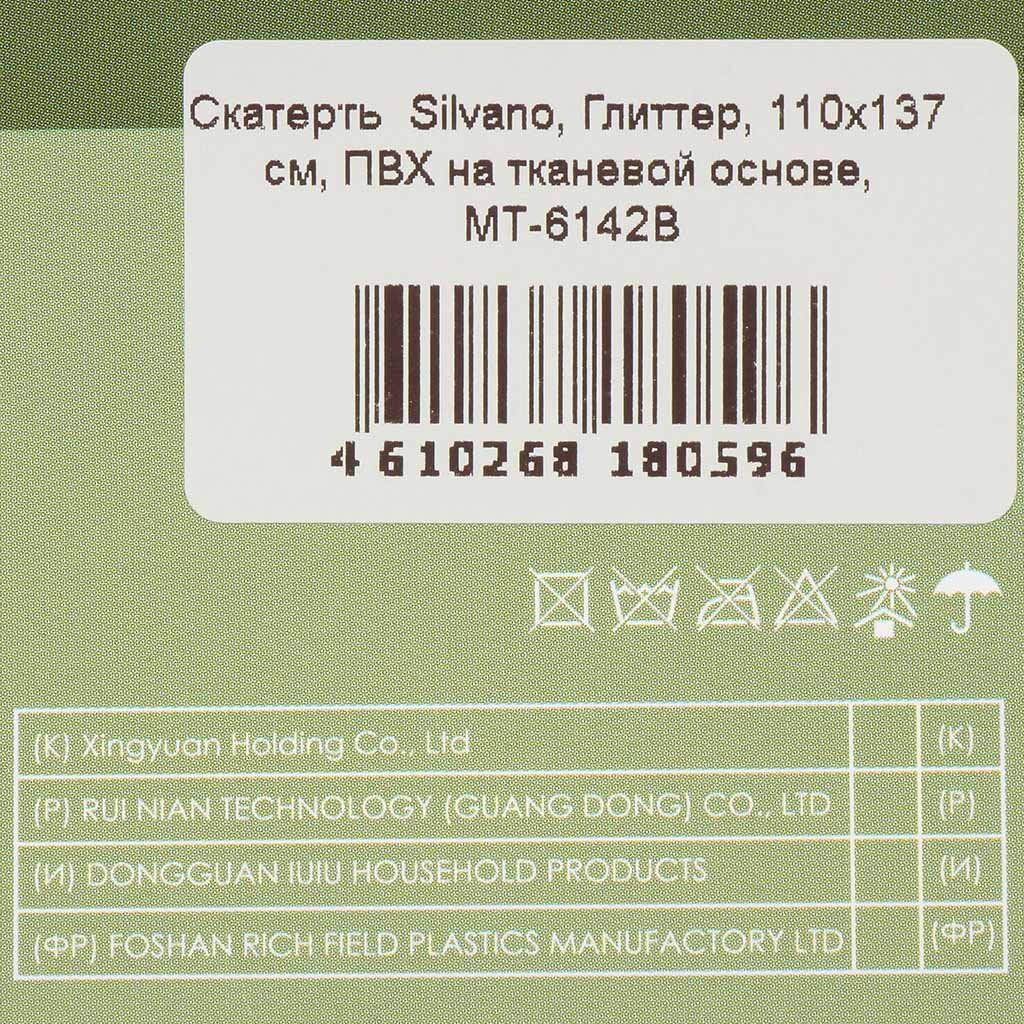 Скатерть Silvano, Глиттер, 110x137
см, ПВХ на тканевой основе,
MT-6142B
4 610268 180596
(К) Xingyuan Holding Co., Ltd (К)
(Р) RUI NIAN TECHNOLOGY (GUANG DONG) CO., LTD (Р)
(И) DONGGUAN IUIU HOUSEHOLD PRODUCTS (И)
(ФР) FOSHAN RICH FIELD PLASTICS MANUFACTORY LTD (ФР)